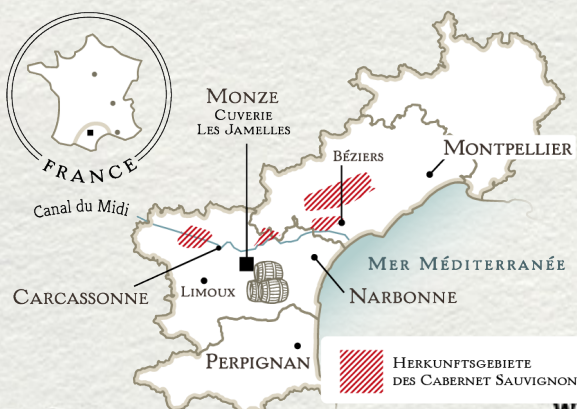 FRANCE
Canal du Midi
MONZE
CUVERIE
LES JAMELLES
BÉZIERS
MONTPELLIER
MER MÉDITERRANÉE
CARCASSONNE
LIMOUX
NARBONNE
PERPIGNAN
HERKUNFTSGEBIETE
DES CABERNET SAUVIGNON